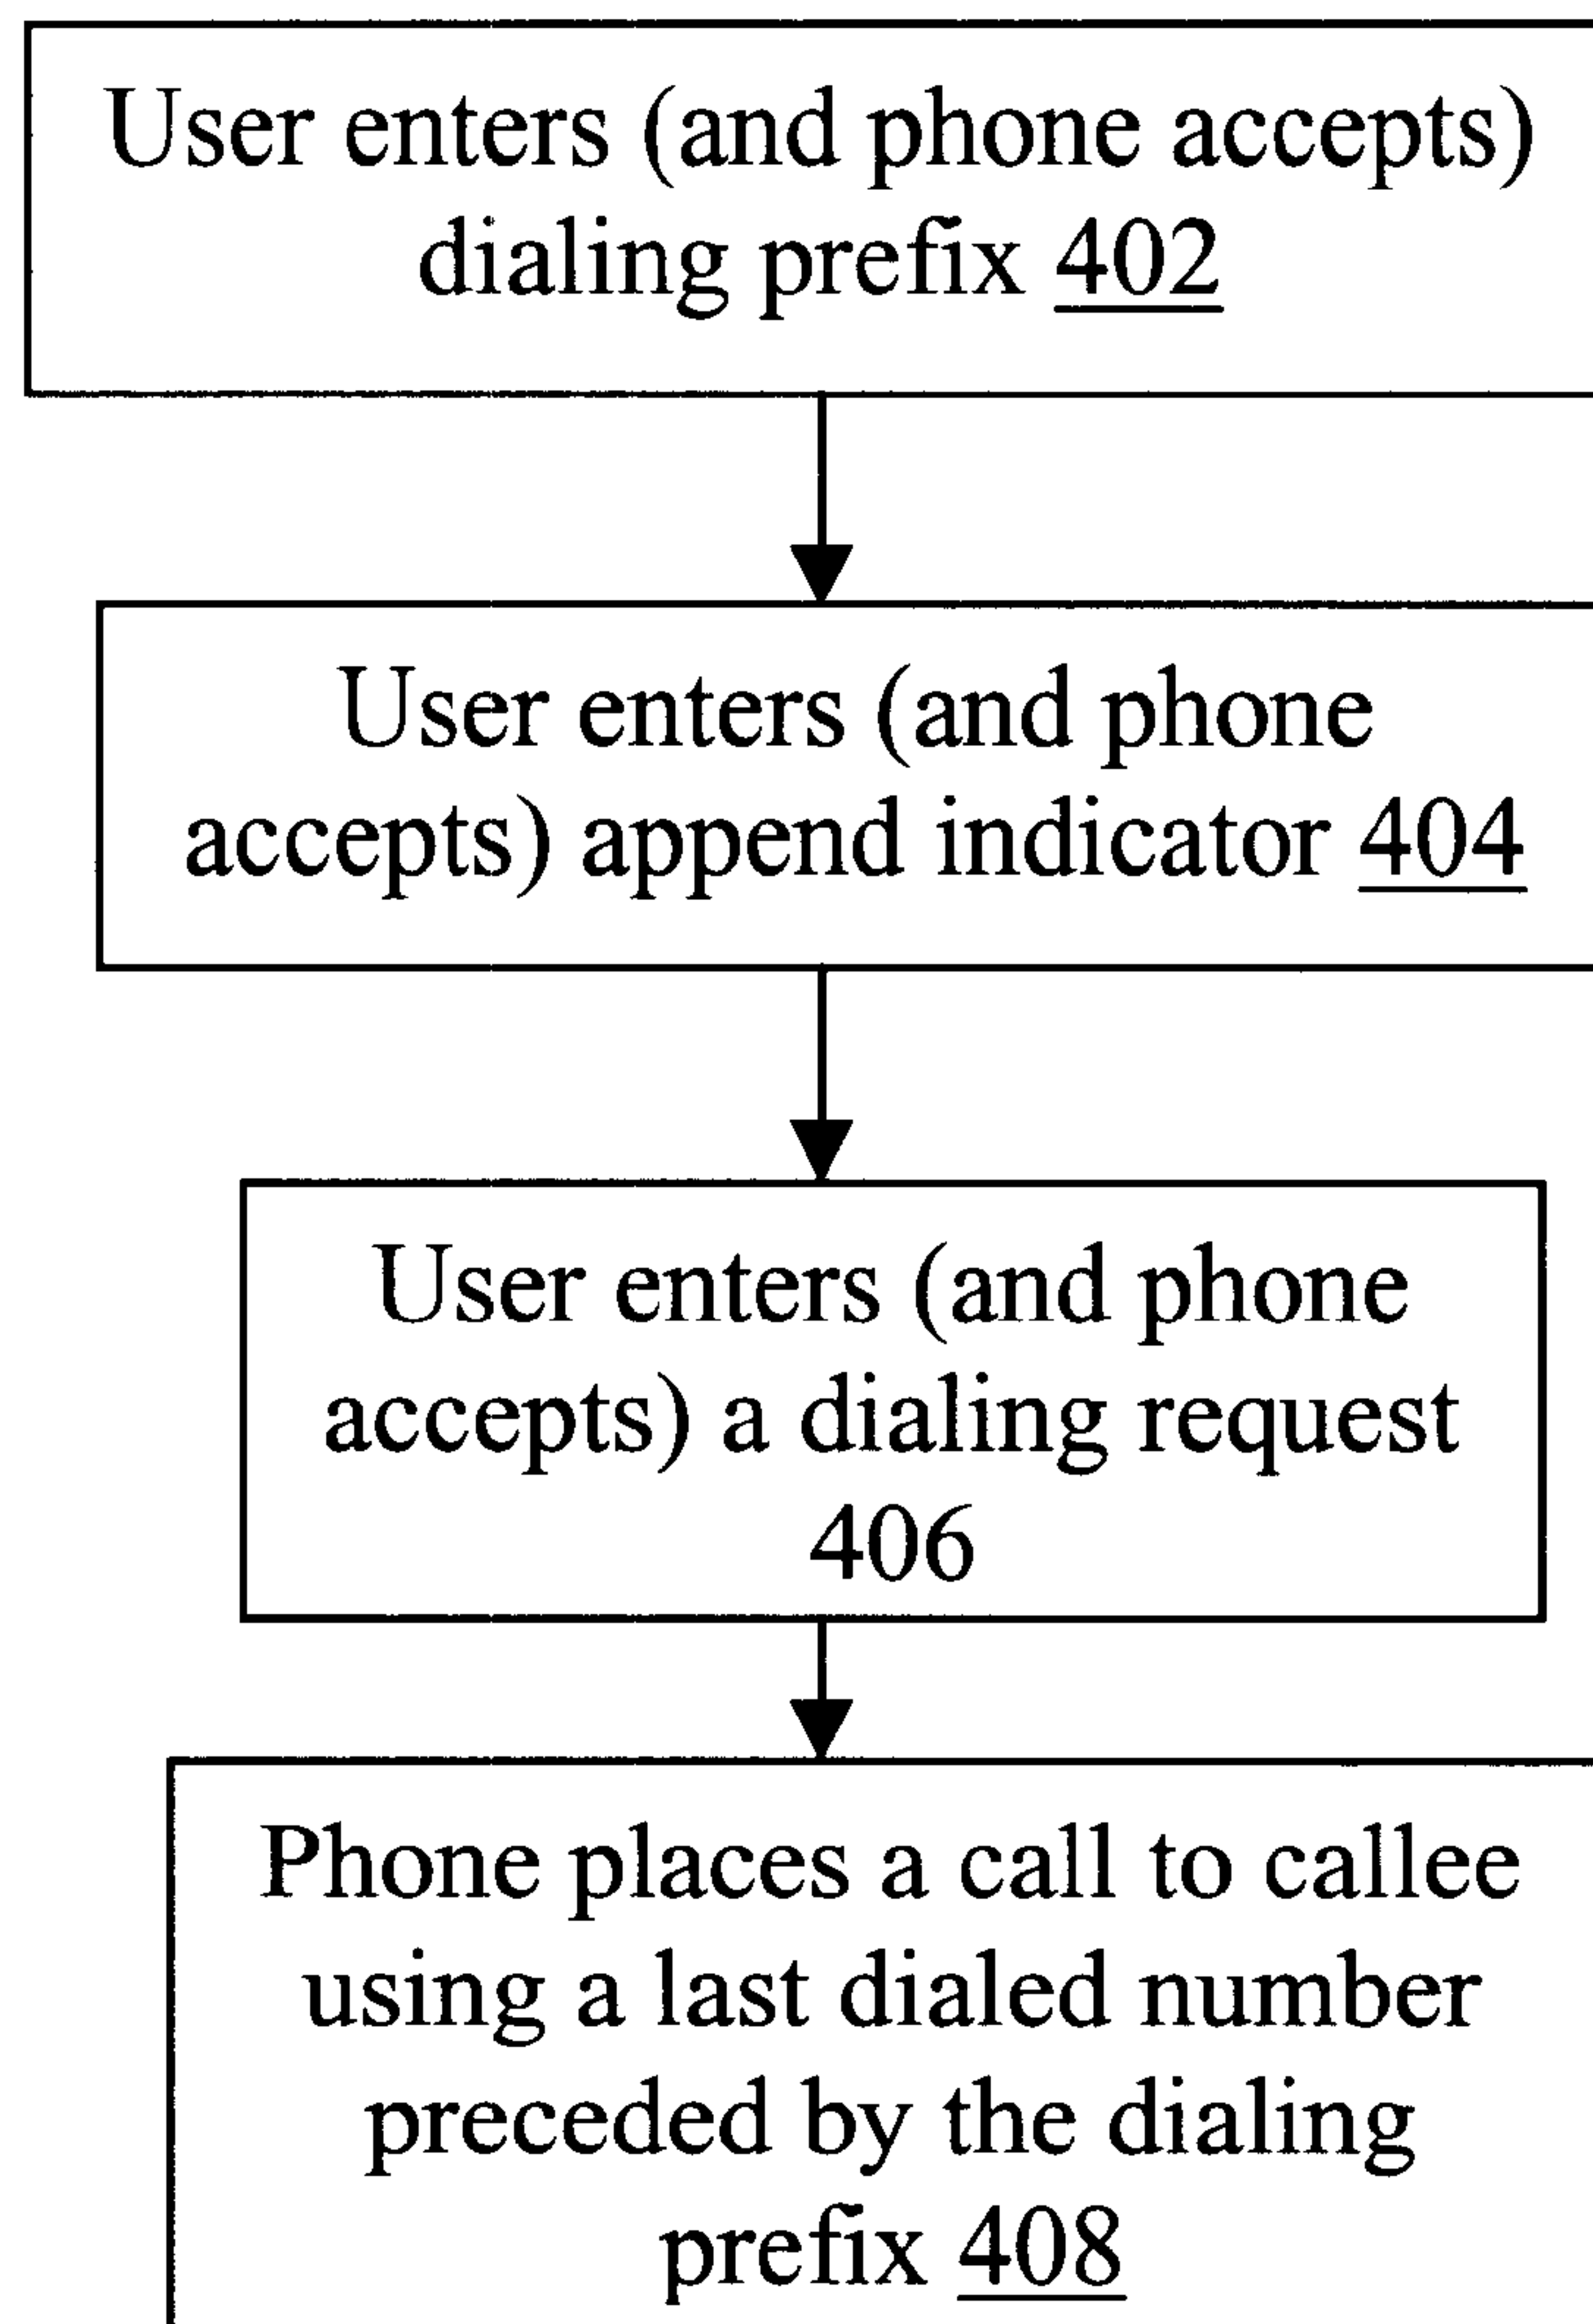 User enters (and phone accepts)
dialing prefix 402
User enters (and phone
accepts) append indicator 404
User enters (and phone
accepts) a dialing request
406
Phone places a call to callee
using a last dialed number
preceded by the dialing
prefix 408